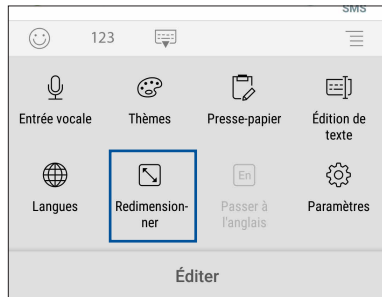 SMS
123
Entrée vocale
Thèmes
Presse-papier
Édition de
texte
Langues
Redimension-
ner
En
Passer à
l'anglais
Paramètres
Éditer